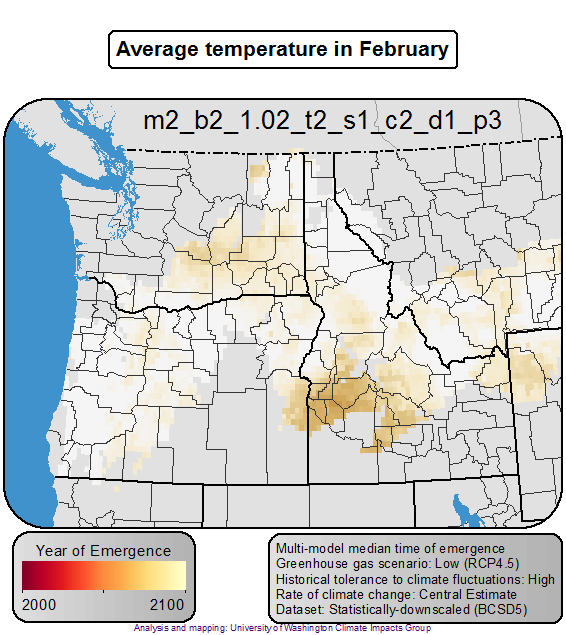 Average temperature in February
m2_b2_1.02_t2_s1_c2_d1_p3
Year of Emergence
2000 2100
Multi-model median time of emergence
Greenhouse gas scenario: Low (RCP4.5)
Historical tolerance to climate fluctuations: High
Rate of climate change: Central Estimate
Dataset: Statistically-downscaled (BCSD5)
Analysis and mapping: University of Washington Climate Impacts Group